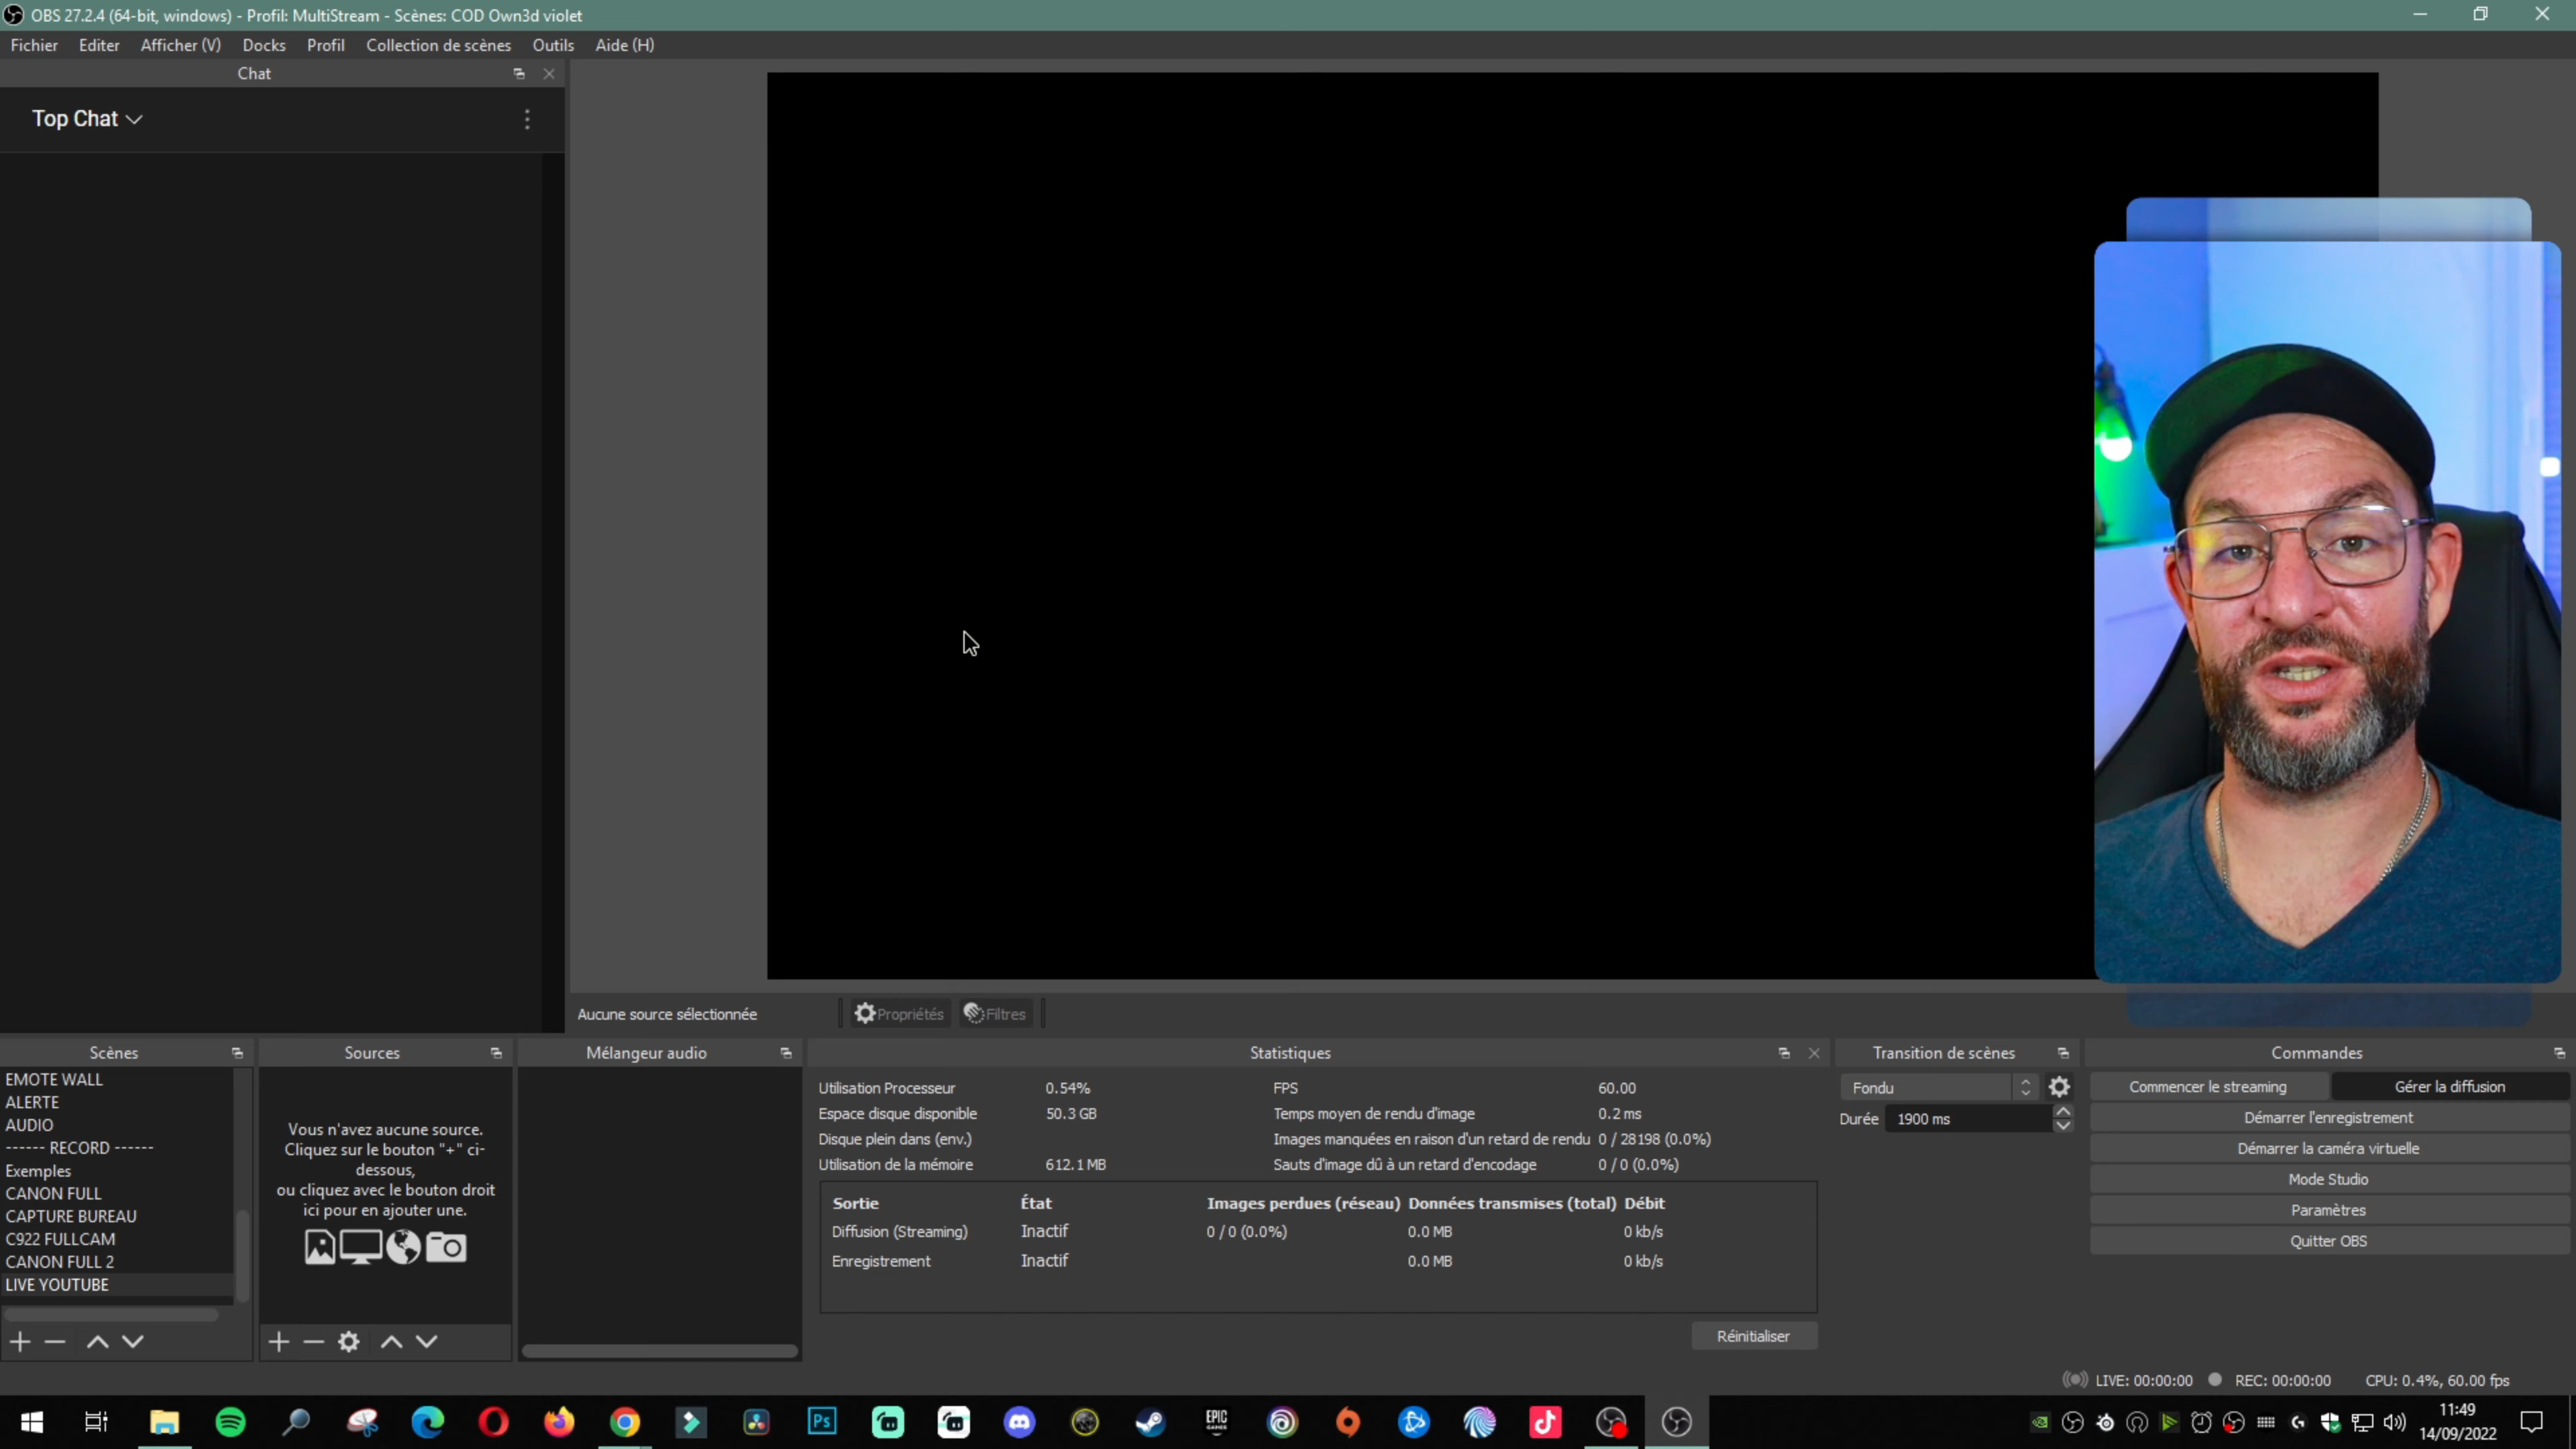 OBS 27.2.4 (64-bit, windows) - Profil: MultiStream - Scènes: COD Own3d violet
Fichier Editer Afficher (V) Docks Profil Collection de scènes Outils Aide (H)
Chat
Top Chat
Aucune source sélectionnée Propriétés Filtres
Scènes
EMOTE WALL
ALERTE
AUDIO
------ RECORD ------
Exemples
CANON FULL
CAPTURE BUREAU
C922 FULLCAM
CANON FULL 2
LIVE YOUTUBE
Sources
Vous n'avez aucune source.
Cliquez sur le bouton "+" ci-
dessous,
ou cliquez avec le bouton droit
ici pour en ajouter une.
Mélangeur audio
Statistiques
Utilisation Processeur 0.54% FPS 60.00
Espace disque disponible 50.3 GB Temps moyen de rendu d'image 0.2 ms
Disque plein dans (env.) Images manquées en raison d'un retard de rendu 0 / 28198 (0.0%)
Utilisation de la mémoire 612.1 MB Sauts d'image dû à un retard d'encodage 0 / 0 (0.0%)
Sortie État Images perdues (réseau) Données transmises (total) Débit
Diffusion (Streaming) Inactif 0 / 0 (0.0%) 0.0 MB 0 kb/s
Enregistrement Inactif 0.0 MB 0 kb/s
Réinitialiser
Transition de scènes
Fondu
Durée 1900 ms
Commandes
Commencer le streaming Gérer la diffusion
Démarrer l'enregistrement
Démarrer la caméra virtuelle
Mode Studio
Paramètres
Quitter OBS
LIVE: 00:00:00 REC: 00:00:00 CPU: 0.4%, 60.00 fps
Ps
EPIC
GAMES
11:49
14/09/2022